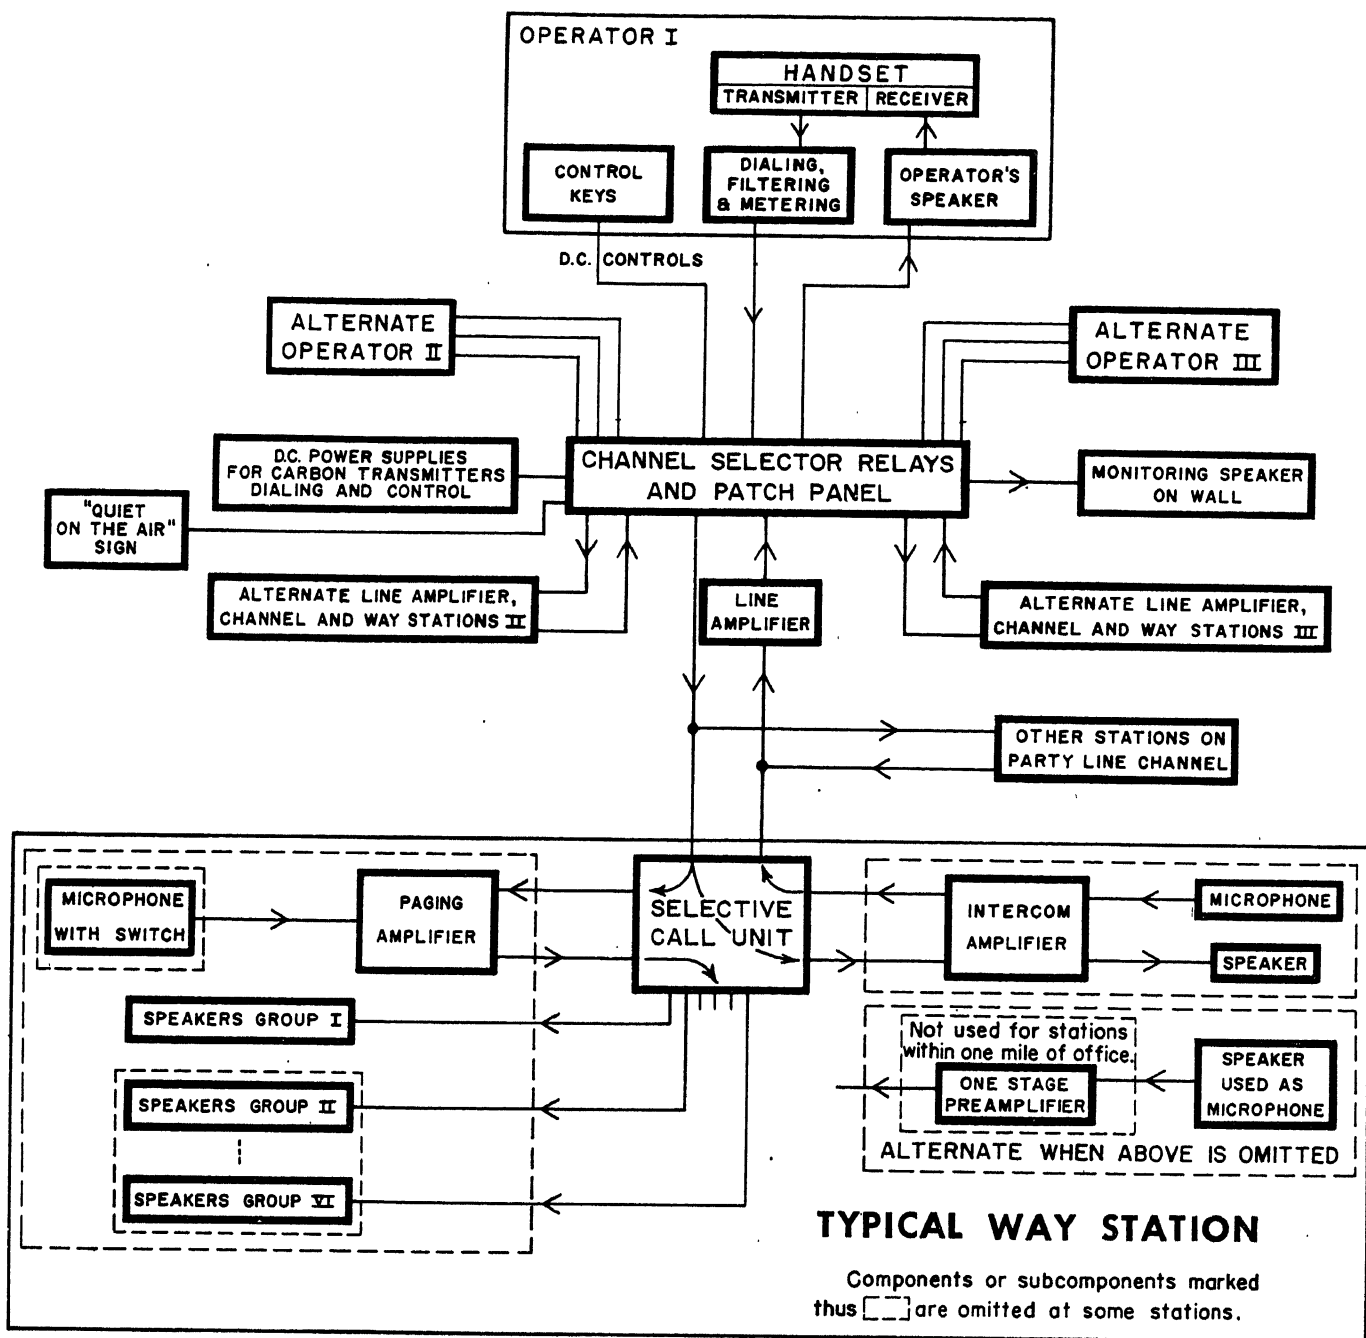 OPERATOR I
HANDSET
TRANSMITTER RECEIVER
CONTROL
KEYS
DIALING,
FILTERING
& METERING
OPERATOR'S
SPEAKER
D.C. CONTROLS
ALTERNATE
OPERATOR II
ALTERNATE
OPERATOR III
D.C. POWER SUPPLIES
FOR CARBON TRANSMITTERS
DIALING AND CONTROL
CHANNEL SELECTOR RELAYS
AND PATCH PANEL
MONITORING SPEAKER
ON WALL
"QUIET
ON THE AIR"
SIGN
ALTERNATE LINE AMPLIFIER,
CHANNEL AND WAY STATIONS II
LINE
AMPLIFIER
ALTERNATE LINE AMPLIFIER,
CHANNEL AND WAY STATIONS III
OTHER STATIONS ON
PARTY LINE CHANNEL
MICROPHONE
WITH SWITCH
PAGING
AMPLIFIER
SELECTIVE
CALL UNIT
INTERCOM
AMPLIFIER
MICROPHONE
SPEAKER
SPEAKERS GROUP I
SPEAKERS GROUP II
SPEAKERS GROUP VI
Not used for stations
within one mile of office.
ONE STAGE
PREAMPLIFIER
SPEAKER
USED AS
MICROPHONE
ALTERNATE WHEN ABOVE IS OMITTED
TYPICAL WAY STATION
Components or subcomponents marked
thus are omitted at some stations.